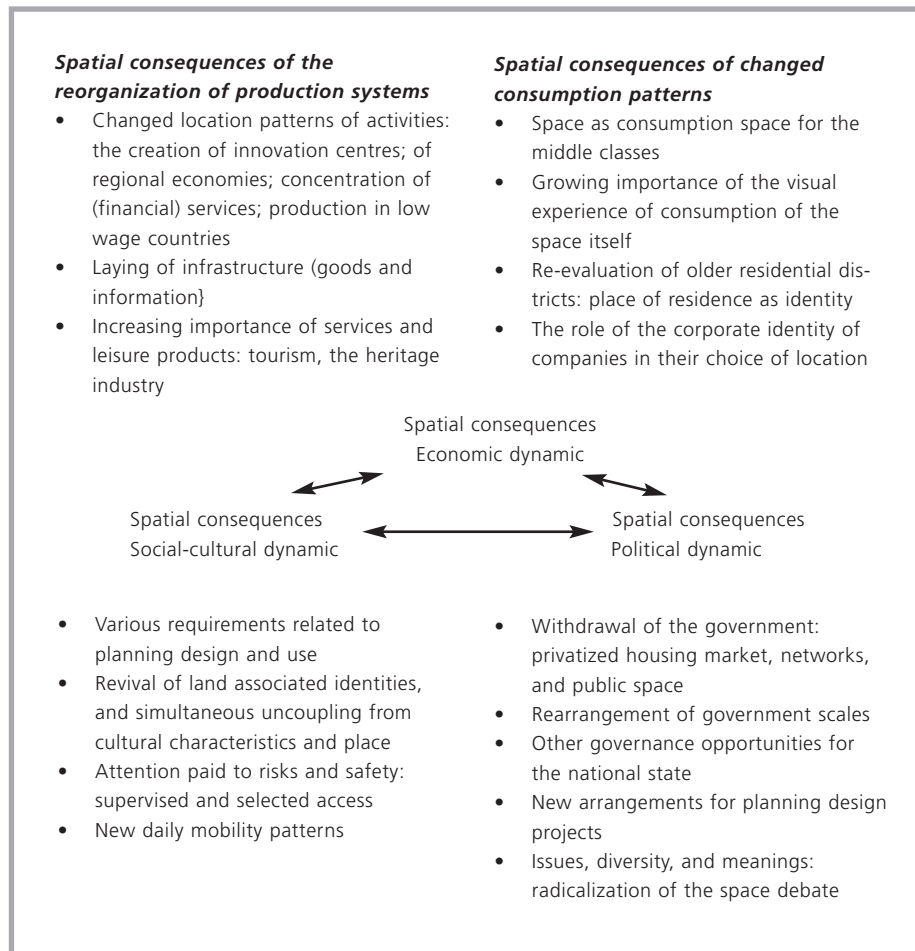 Spatial consequences of the
reorganization of production systems
• Changed location patterns of activities:
the creation of innovation centres; of
regional economies; concentration of
(financial) services; production in low
wage countries
• Laying of infrastructure (goods and
information}
• Increasing importance of services and
leisure products: tourism, the heritage
industry
Spatial consequences of changed
consumption patterns
• Space as consumption space for the
middle classes
• Growing importance of the visual
experience of consumption of the
space itself
• Re-evaluation of older residential dis-
tricts: place of residence as identity
• The role of the corporate identity of
companies in their choice of location
Spatial consequences
Economic dynamic
Spatial consequences
Social-cultural dynamic
Spatial consequences
Political dynamic
• Various requirements related to
planning design and use
• Revival of land associated identities,
and simultaneous uncoupling from
cultural characteristics and place
• Attention paid to risks and safety:
supervised and selected access
• New daily mobility patterns
• Withdrawal of the government:
privatized housing market, networks,
and public space
• Rearrangement of government scales
• Other governance opportunities for
the national state
• New arrangements for planning design
projects
• Issues, diversity, and meanings:
radicalization of the space debate